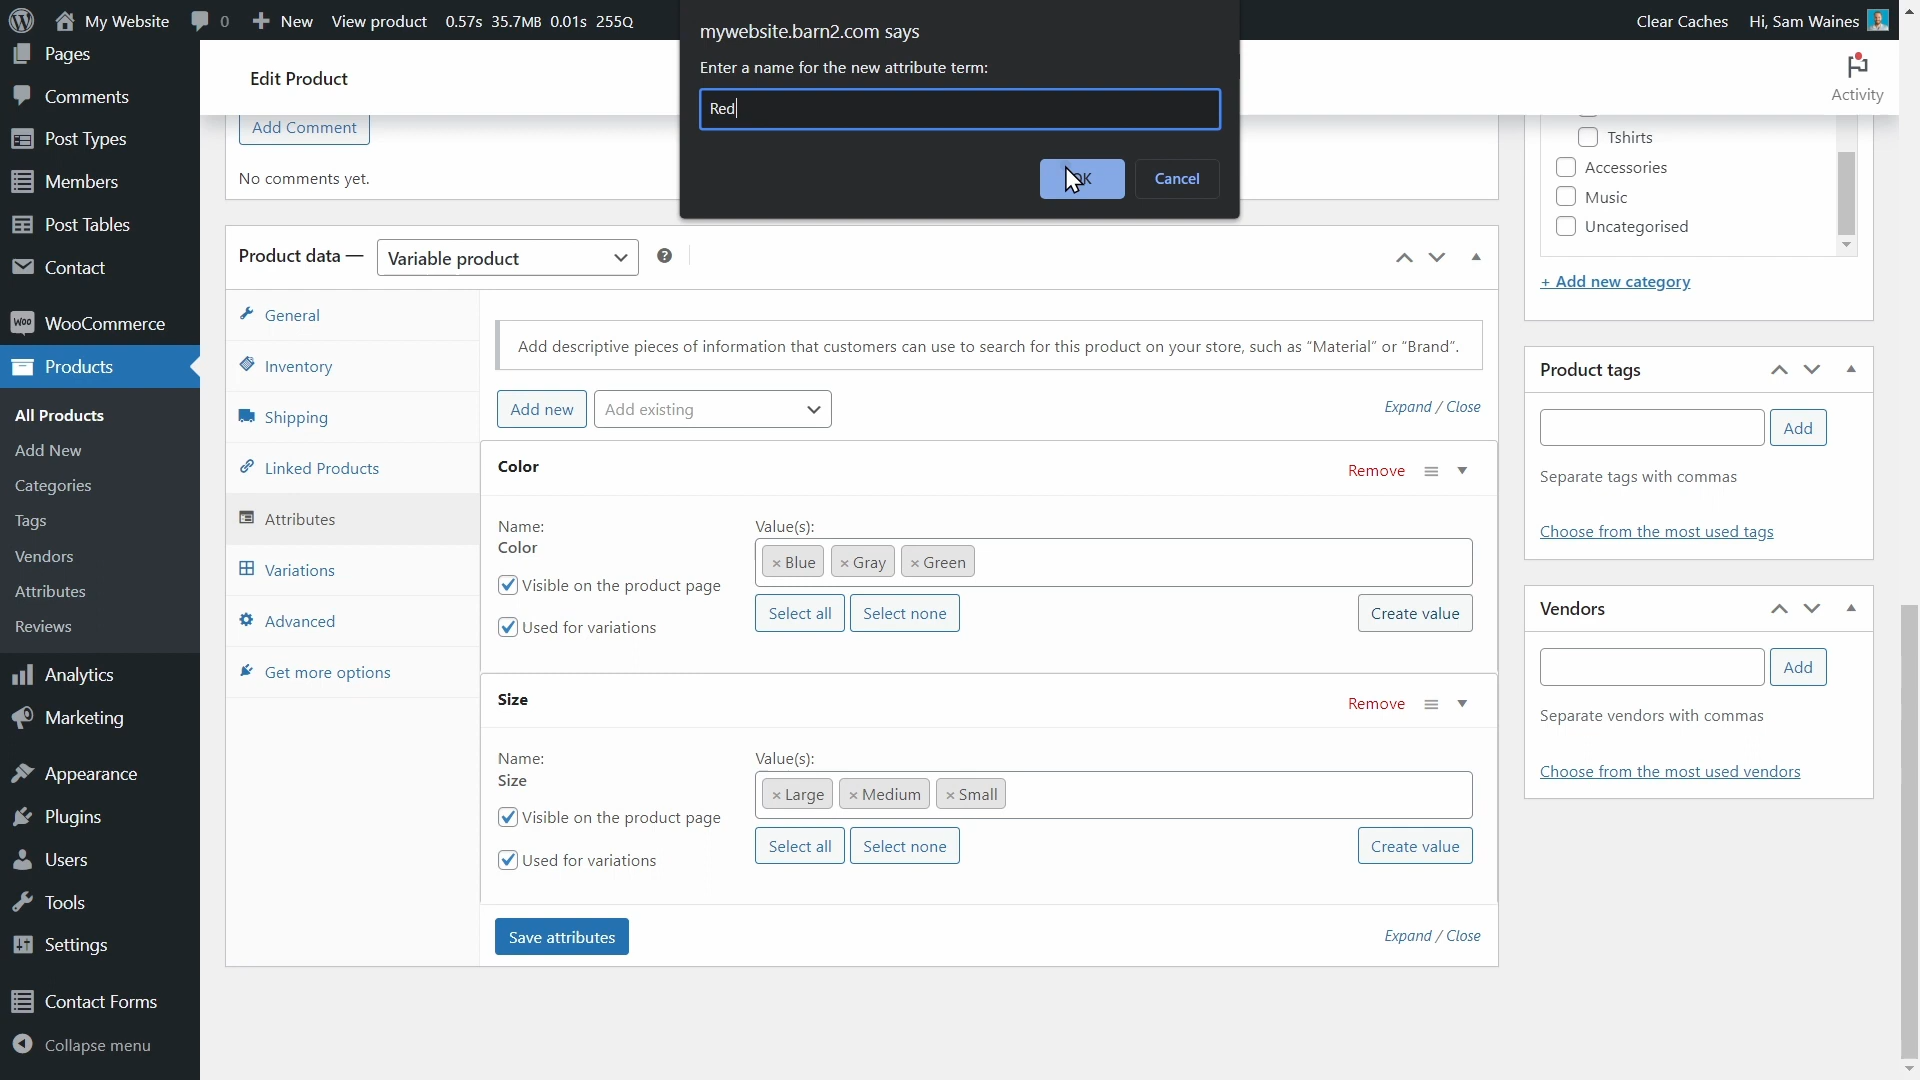 My Website 0 New View product 0.57s 35.7MB 0.01s 255Q Clear Caches Hi, Sam Waines
mywebsite.barn2.com says
Enter a name for the new attribute term:
Red
OK Cancel
Edit Product
Activity
Pages
Comments
Post Types
Members
Post Tables
Contact
WooCommerce
Products
All Products
Add New
Categories
Tags
Vendors
Attributes
Reviews
Analytics
Marketing
Appearance
Plugins
Users
Tools
Settings
Contact Forms
Collapse menu
Add Comment
No comments yet.
Product data — Variable product
General
Inventory
Shipping
Linked Products
Attributes
Variations
Advanced
Get more options
Add descriptive pieces of information that customers can use to search for this product on your store, such as “Material” or “Brand”.
Add new Add existing Expand / Close
Color Remove
Name: Value(s):
Color
× Blue × Gray × Green
Visible on the product page
Select all Select none Create value
Used for variations
Size Remove
Name: Value(s):
Size
× Large × Medium × Small
Visible on the product page
Select all Select none Create value
Used for variations
Save attributes Expand / Close
Tshirts
Accessories
Music
Uncategorised
+ Add new category
Product tags
Add
Separate tags with commas
Choose from the most used tags
Vendors
Add
Separate vendors with commas
Choose from the most used vendors